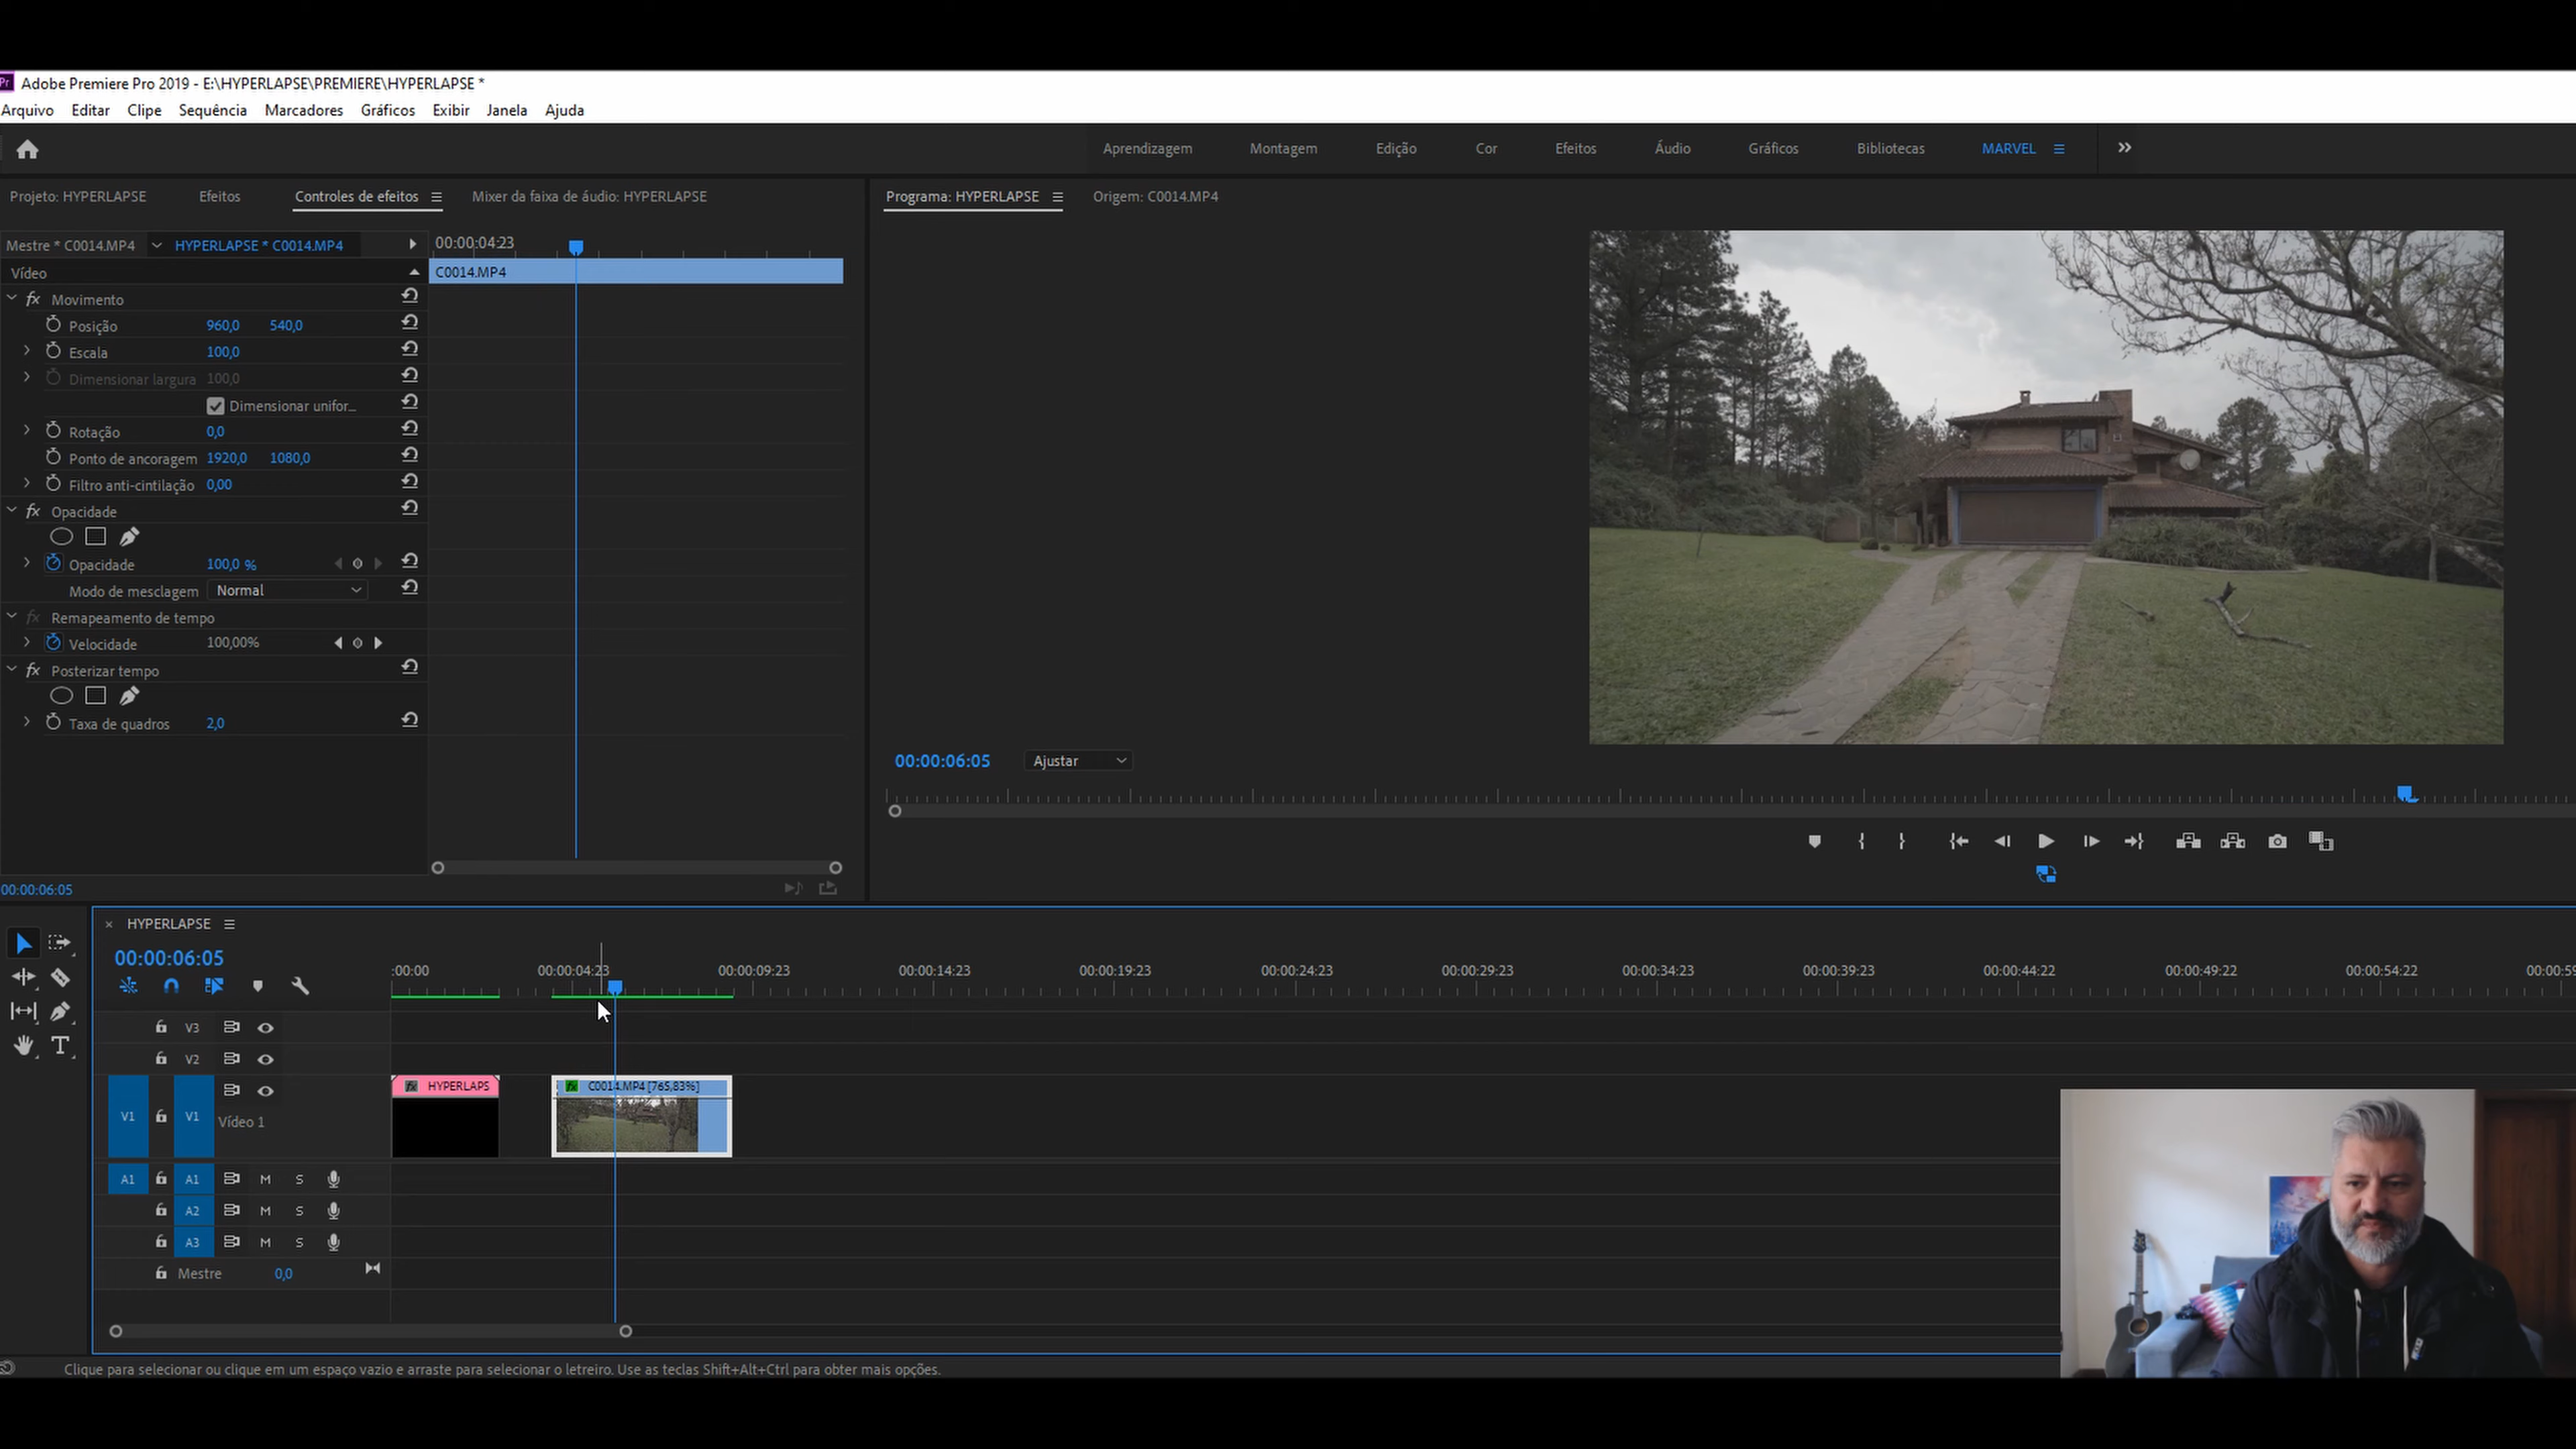 Pr Adobe Premiere Pro 2019 - E:\HYPERLAPSE\PREMIERE\HYPERLAPSE *
Arquivo Editar Clipe Sequência Marcadores Gráficos Exibir Janela Ajuda
Aprendizagem Montagem Edição Cor Efeitos Áudio Gráficos Bibliotecas MARVEL
Projeto: HYPERLAPSE Efeitos Controles de efeitos Mixer da faixa de áudio: HYPERLAPSE
Programa: HYPERLAPSE Origem: C0014.MP4
Mestre * C0014.MP4 HYPERLAPSE * C0014.MP4 00:00:04:23
Vídeo C0014.MP4
fx Movimento
Posição 960,0 540,0
Escala 100,0
Dimensionar largura 100,0
Dimensionar unifor...
Rotação 0,0
Ponto de ancoragem 1920,0 1080,0
Filtro anti-cintilação 0,00
fx Opacidade
Opacidade 100,0 %
Modo de mesclagem Normal
fx Remapeamento de tempo
Velocidade 100,00%
fx Posterizar tempo
Taxa de quadros 2,0
00:00:06:05 Ajustar
00:00:06:05
× HYPERLAPSE
00:00:06:05
:00:00 00:00:04:23 00:00:09:23 00:00:14:23 00:00:19:23 00:00:24:23 00:00:29:23 00:00:34:23 00:00:39:23 00:00:44:22 00:00:49:22 00:00:54:22 00:00:59
V3
V2
fx HYPERLAPS fx C0014.MP4 [765,83%]
V1 V1 Vídeo 1
A1 A1 M S
A2 M S
A3 M S
Mestre 0,0
Clique para selecionar ou clique em um espaço vazio e arraste para selecionar o letreiro. Use as teclas Shift+Alt+Ctrl para obter mais opções.